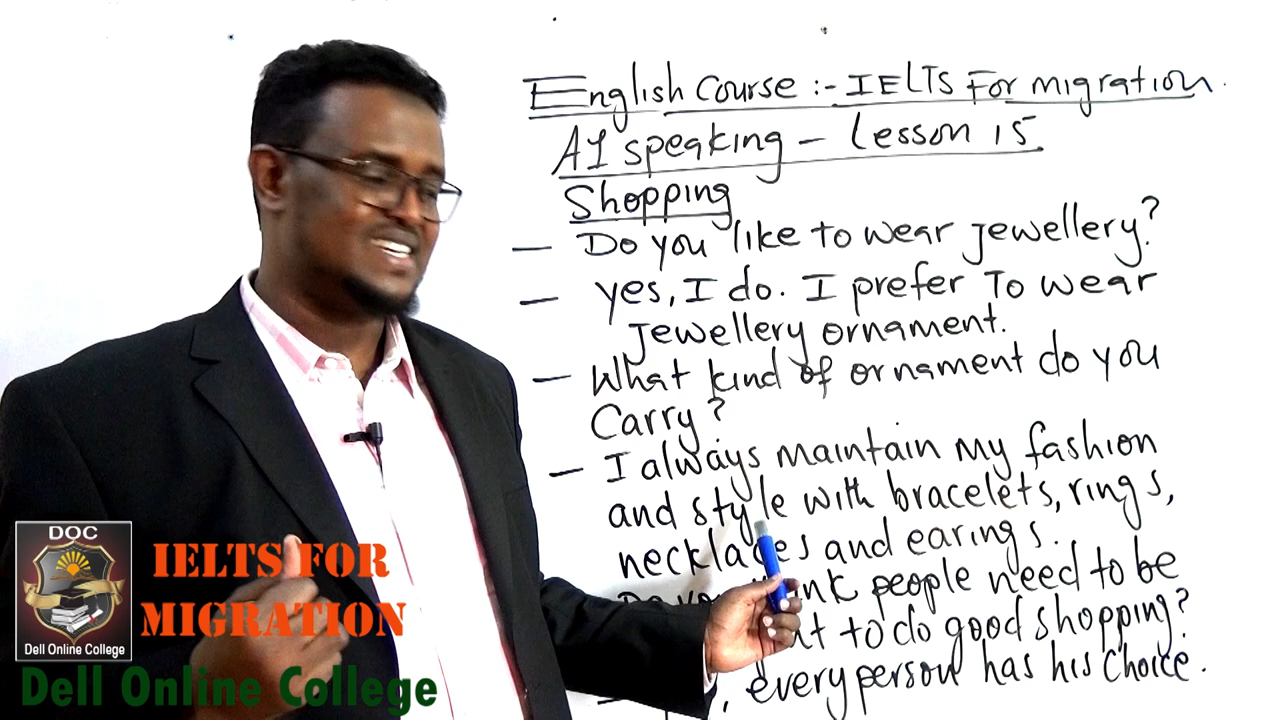 English Course :- IELTS For migration.
A1 speaking - Lesson 15
Shopping
- Do you like to wear Jewellery?
- yes, I do. I prefer To wear
Jewellery ornament.
- What kind of ornament do you
Carry?
- I always maintain my fashion
and style with bracelets, rings,
necklaces and earings.
Do you people need to be
to do good shopping?
- , every person has his Choice.
DOC
Dell Online College
IELTS FOR
MIGRATION
Dell Online College